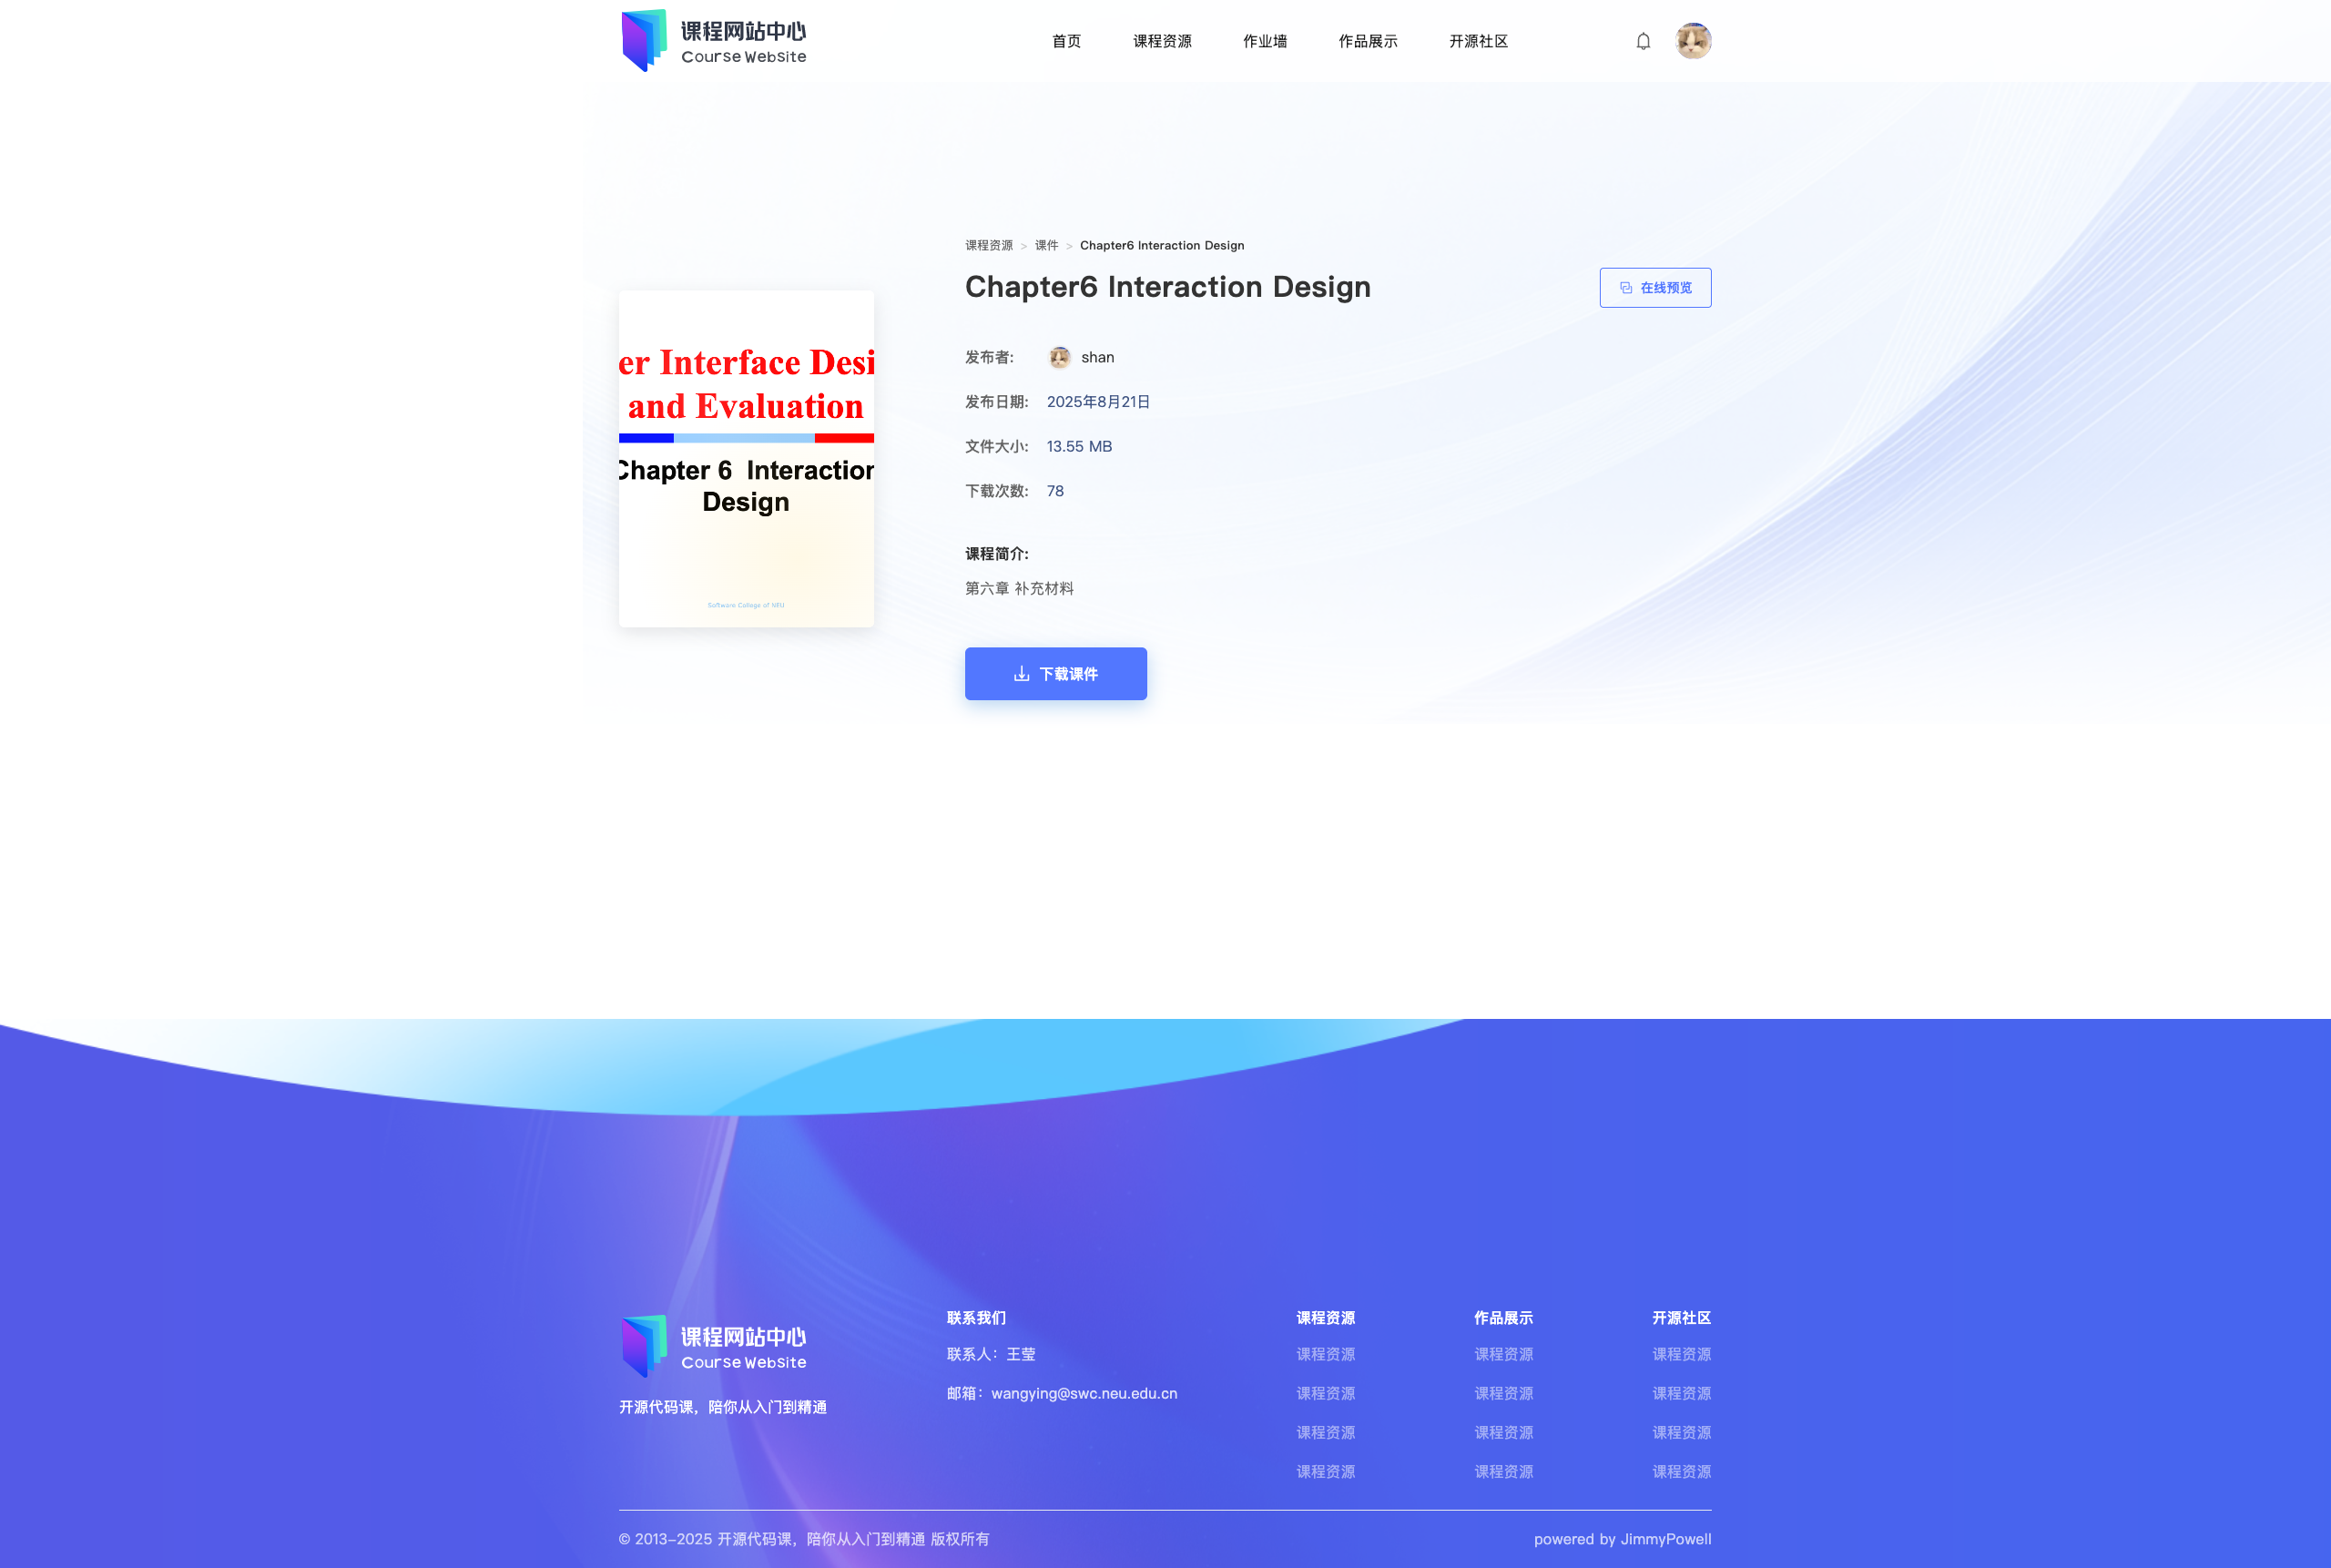 课程网站中心
Course Website
首页 课程资源 作业墙 作品展示 开源社区
课程资源 > 课件 > Chapter6 Interaction Design
Chapter6 Interaction Design
在线预览
er Interface Desi
and Evaluation
Chapter 6 Interaction
Design
Software College of NEU
发布者: shan
发布日期: 2025年8月21日
文件大小: 13.55 MB
下载次数: 78
课程简介:
第六章 补充材料
下载课件
课程网站中心
Course Website
开源代码课，陪你从入门到精通
联系我们
联系人：王莹
邮箱：wangying@swc.neu.edu.cn
课程资源
课程资源
课程资源
课程资源
课程资源
作品展示
课程资源
课程资源
课程资源
课程资源
开源社区
课程资源
课程资源
课程资源
课程资源
© 2013-2025 开源代码课，陪你从入门到精通 版权所有
powered by JimmyPowell